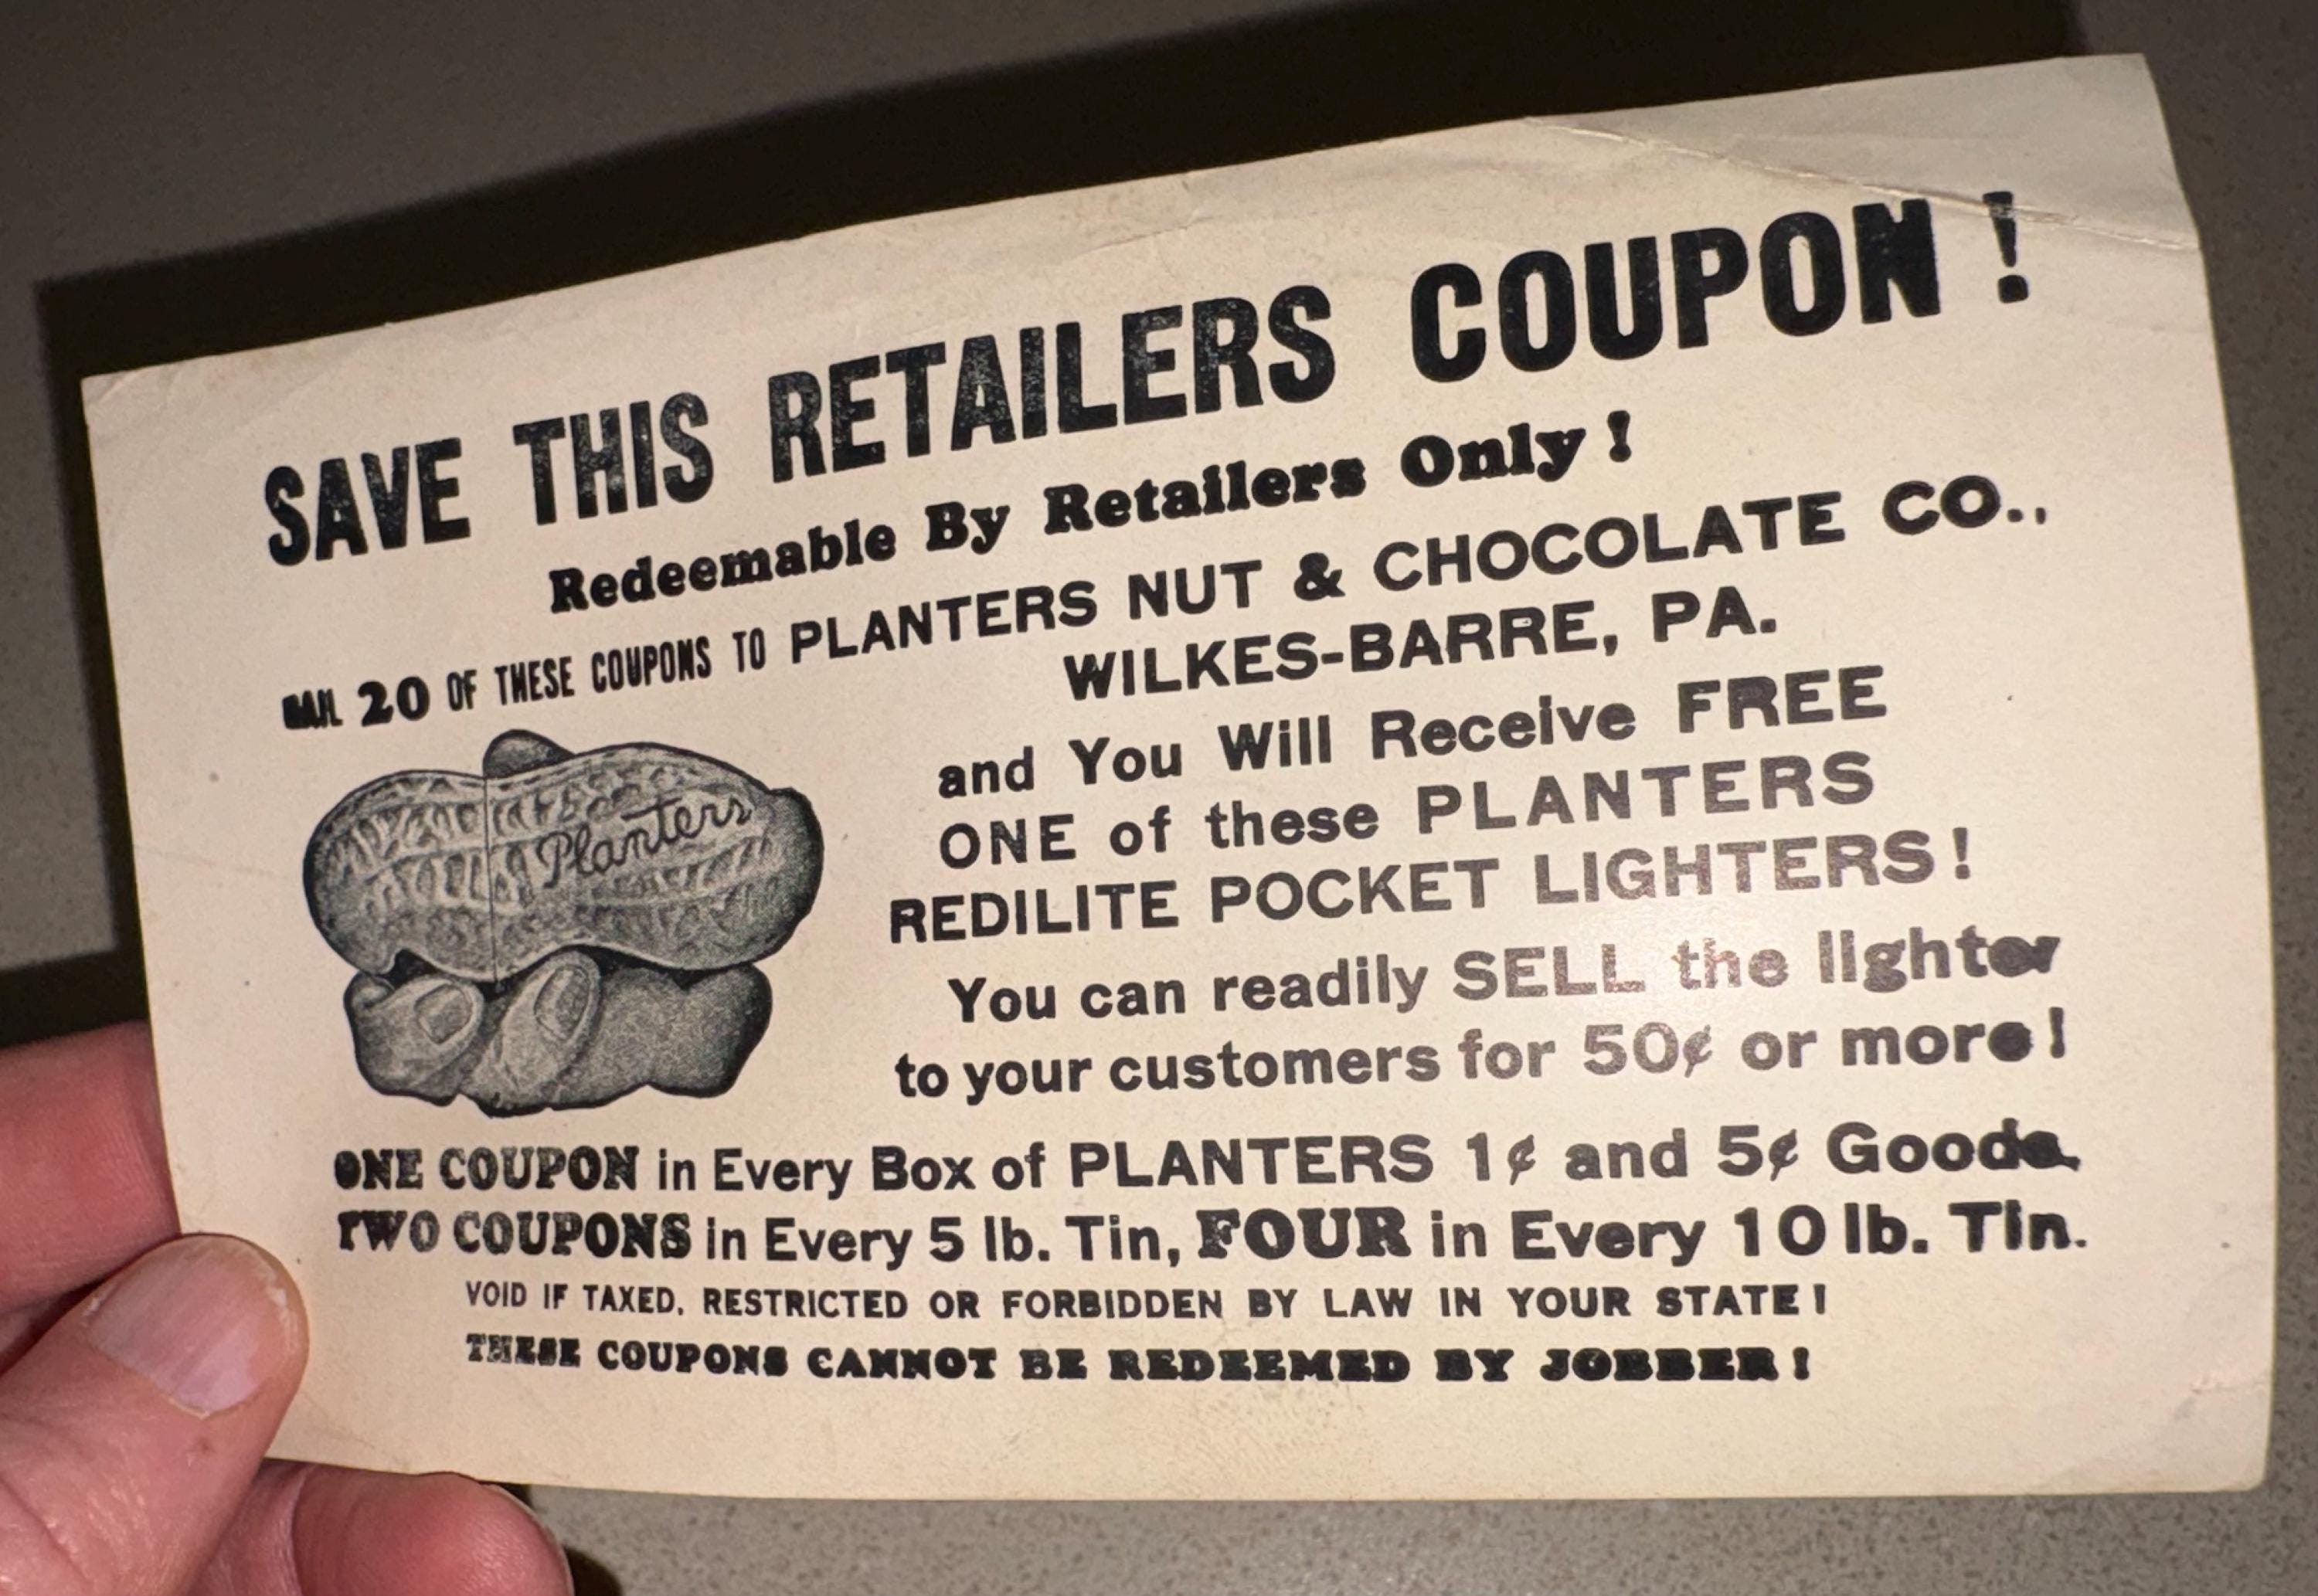 SAVE THIS RETAILERS COUPON!
Redeemable By Retailers Only!
MAIL 20 OF THESE COUPONS TO PLANTERS NUT & CHOCOLATE CO.,
WILKES-BARRE, PA.
Planters
and You Will Receive FREE
ONE of these PLANTERS
REDILITE POCKET LIGHTERS!
You can readily SELL the lighter
to your customers for 50¢ or more!
ONE COUPON in Every Box of PLANTERS 1¢ and 5¢ Goods.
TWO COUPONS in Every 5 lb. Tin, FOUR in Every 10 lb. Tin.
VOID IF TAXED, RESTRICTED OR FORBIDDEN BY LAW IN YOUR STATE!
THESE COUPONS CANNOT BE REDEEMED BY JOBBER!